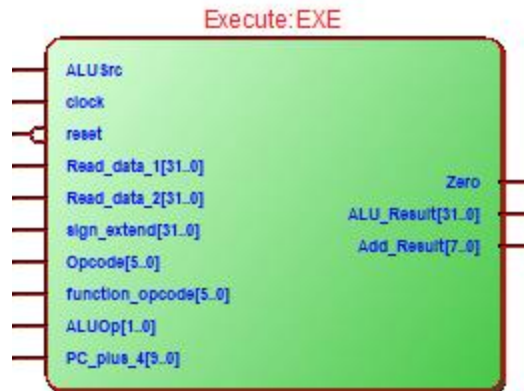 Execute:EXE
ALUSrc
clock
reset
Read_data_1[31..0]
Read_data_2[31..0]
sign_extend[31..0]
Opcode[5..0]
function_opcode[5..0]
ALUOp[1..0]
PC_plus_4[9..0]
Zero
ALU_Result[31..0]
Add_Result[7..0]